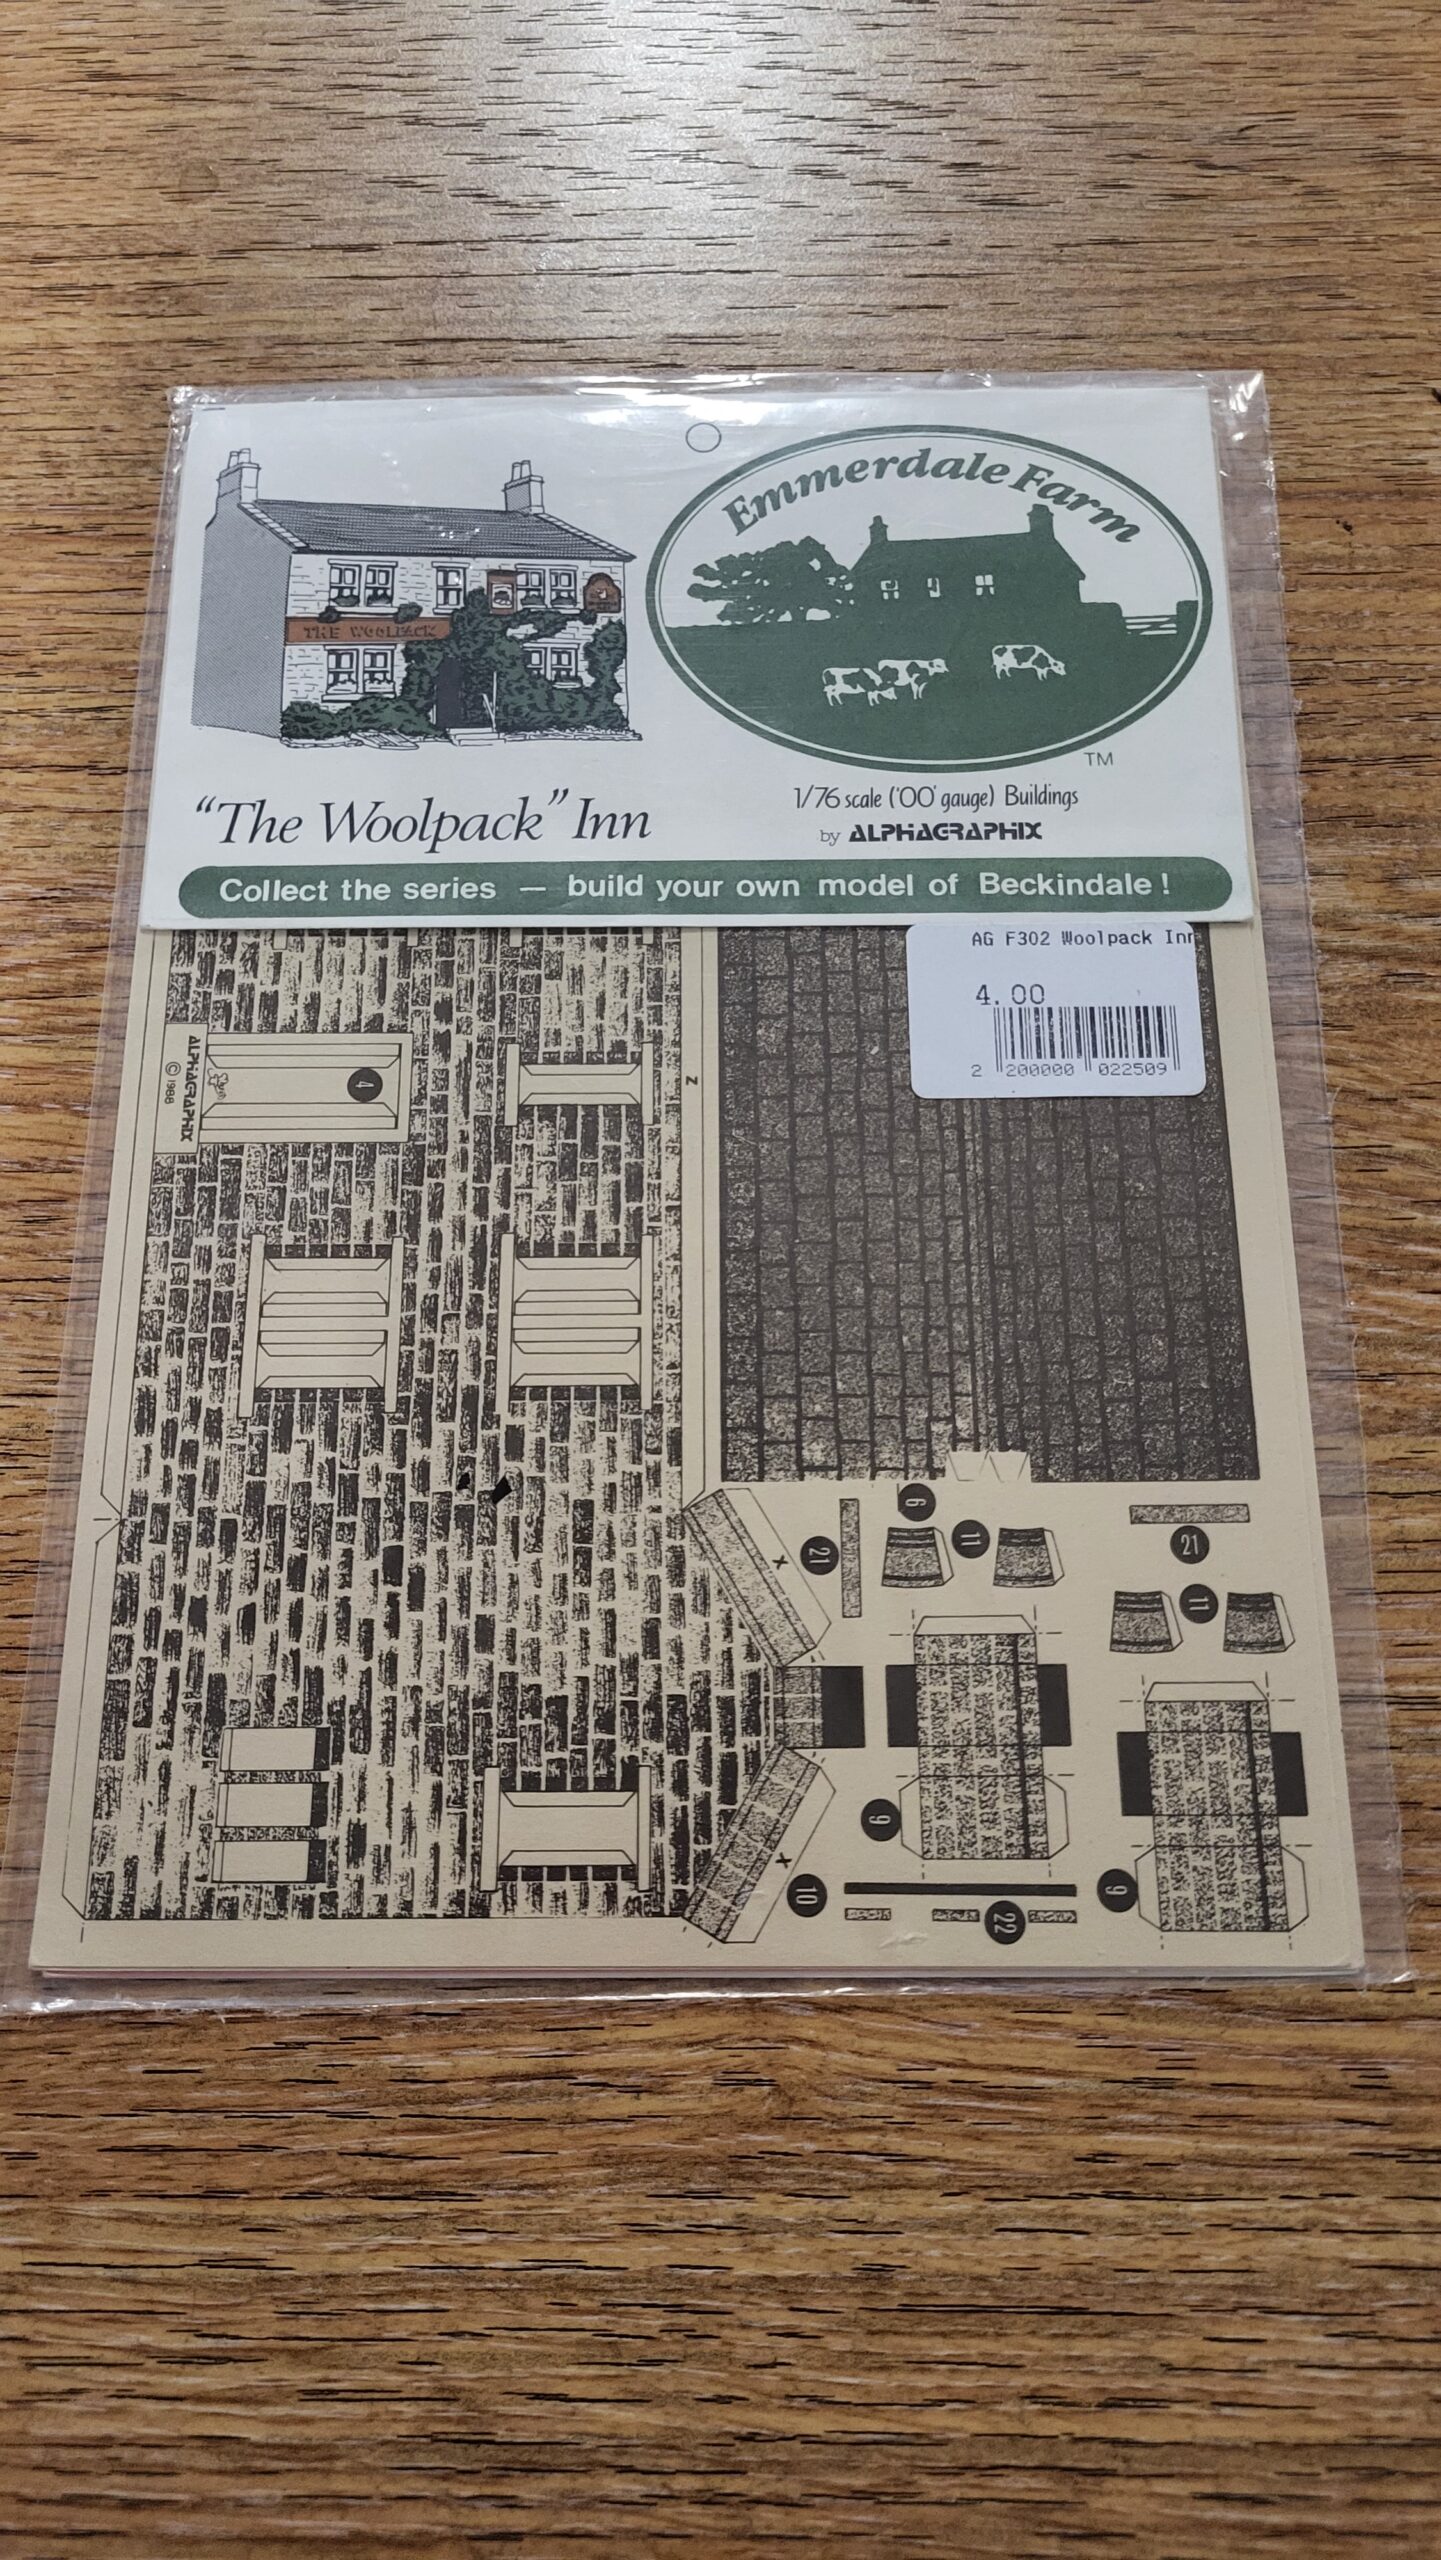 Emmerdale Farm
THE WOOLPACK
TM
"The Woolpack" Inn
1/76 scale ('OO' gauge) Buildings
by ALPHAGRAPHIX
Collect the series — build your own model of Beckindale!
AG F302 Woolpack Inn
4.00
2 200000 022509
ALPHAGRAPHIX
© 1986
4
Z
X
21
6
11
21
11
9
X
10
22
9